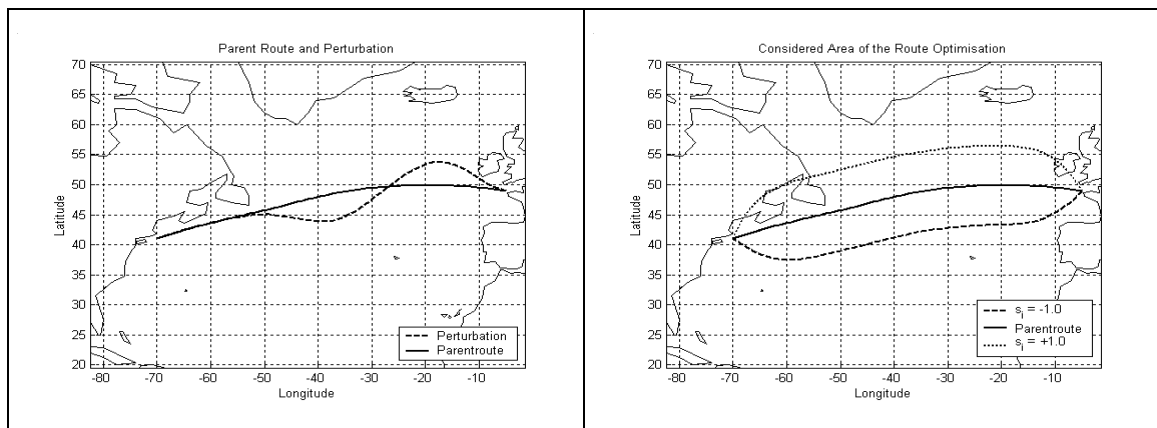 Parent Route and Perturbation
70
65
60
55
50
45
40
35
30
25
20
Latitude
-80 -70 -60 -50 -40 -30 -20 -10
Longitude
Perturbation
Parentroute
Considered Area of the Route Optimisation
70
65
60
55
50
45
40
35
30
25
20
Latitude
-80 -70 -60 -50 -40 -30 -20 -10
Longitude
s_i = -1.0
Parentroute
s_i = +1.0